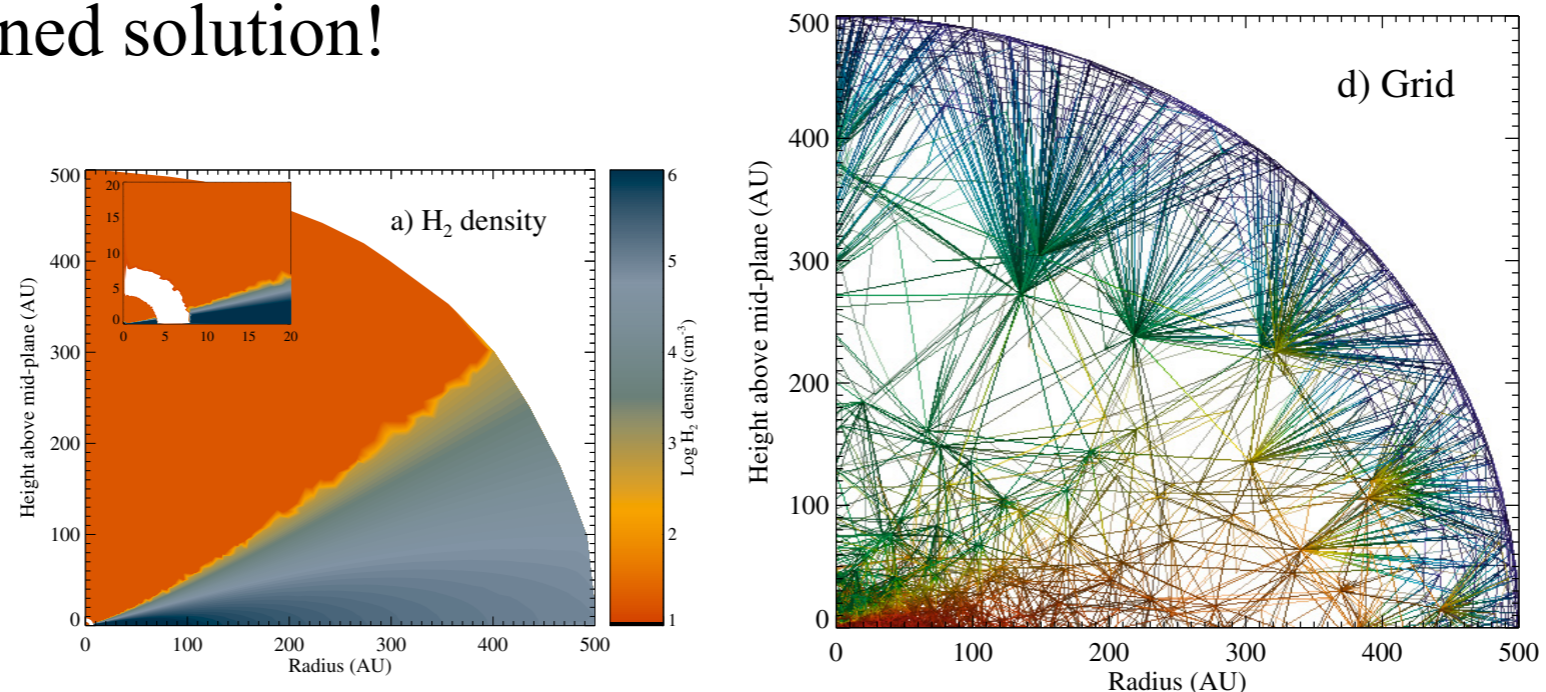 ned solution!
a) H₂ density
500
400
300
200
100
0
Height above mid-plane (AU)
0 100 200 300 400 500
Radius (AU)
20
15
10
5
0
0 5 10 15 20
6
5
4
3
2
1
Log H₂ density (cm⁻³)
d) Grid
500
400
300
200
100
0
Height above mid-plane (AU)
0 100 200 300 400 500
Radius (AU)